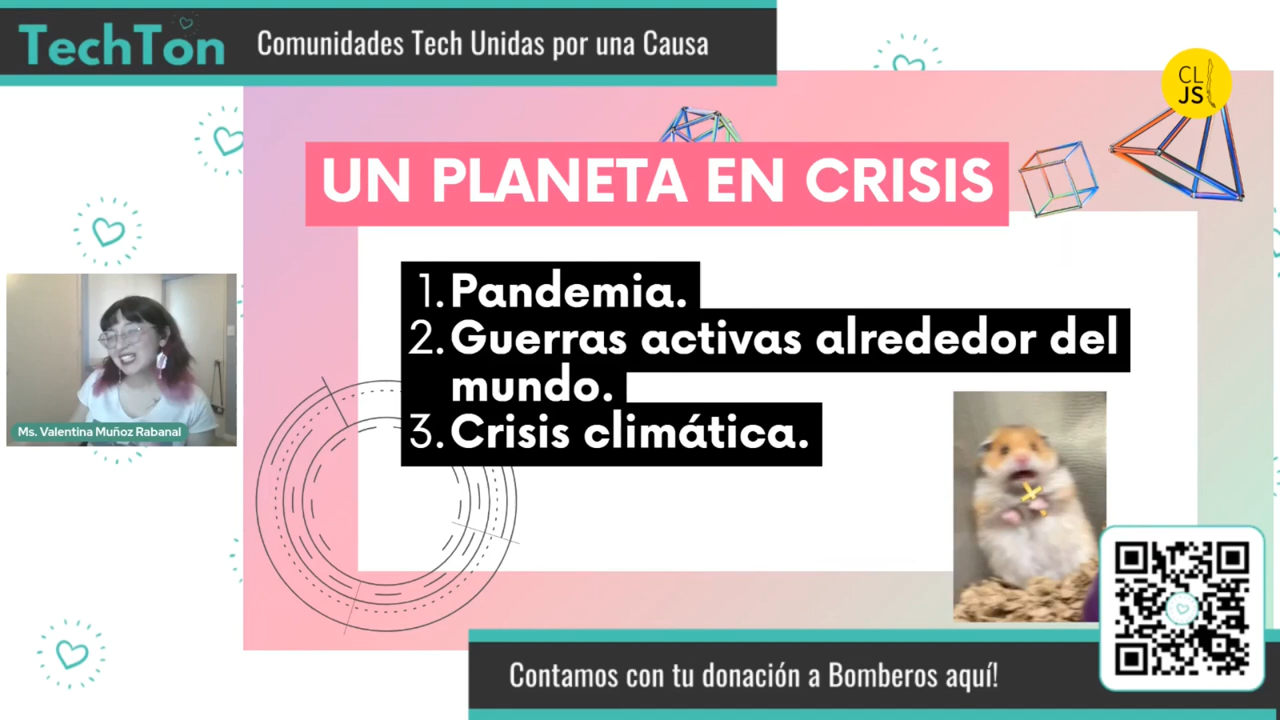 TechTon
Comunidades Tech Unidas por una Causa
CL
JS
UN PLANETA EN CRISIS
1. Pandemia.
2. Guerras activas alrededor del
mundo.
3. Crisis climática.
Ms. Valentina Muñoz Rabanal
Contamos con tu donación a Bomberos aquí!